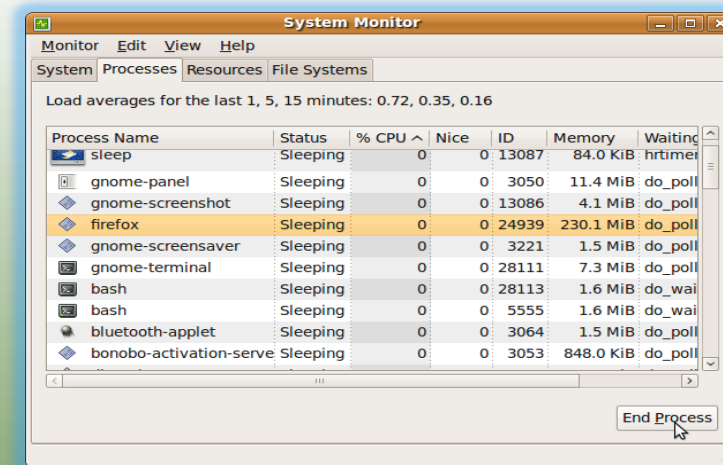 System Monitor
Monitor Edit View Help
System Processes Resources File Systems
Load averages for the last 1, 5, 15 minutes: 0.72, 0.35, 0.16
Process Name Status % CPU Nice ID Memory Waiting
sleep Sleeping 0 0 13087 84.0 KiB hrtimer
gnome-panel Sleeping 0 0 3050 11.4 MiB do_poll
gnome-screenshot Sleeping 0 0 13086 4.1 MiB do_poll
firefox Sleeping 0 0 24939 230.1 MiB do_poll
gnome-screensaver Sleeping 0 0 3221 1.5 MiB do_poll
gnome-terminal Sleeping 0 0 28111 7.3 MiB do_poll
bash Sleeping 0 0 28113 1.6 MiB do_wai
bash Sleeping 0 0 5555 1.6 MiB do_wai
bluetooth-applet Sleeping 0 0 3064 1.5 MiB do_poll
bonobo-activation-serve Sleeping 0 0 3053 848.0 KiB do_poll
End Process